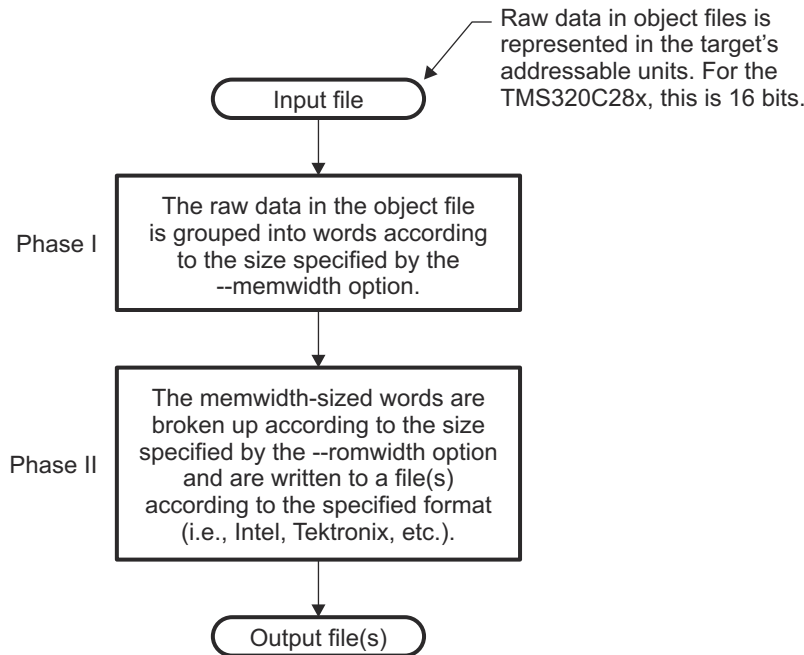 Raw data in object files is
represented in the target's
addressable units. For the
TMS320C28x, this is 16 bits.
Input file
Phase I
The raw data in the object file
is grouped into words according
to the size specified by the
--memwidth option.
Phase II
The memwidth-sized words are
broken up according to the size
specified by the --romwidth option
and are written to a file(s)
according to the specified format
(i.e., Intel, Tektronix, etc.).
Output file(s)